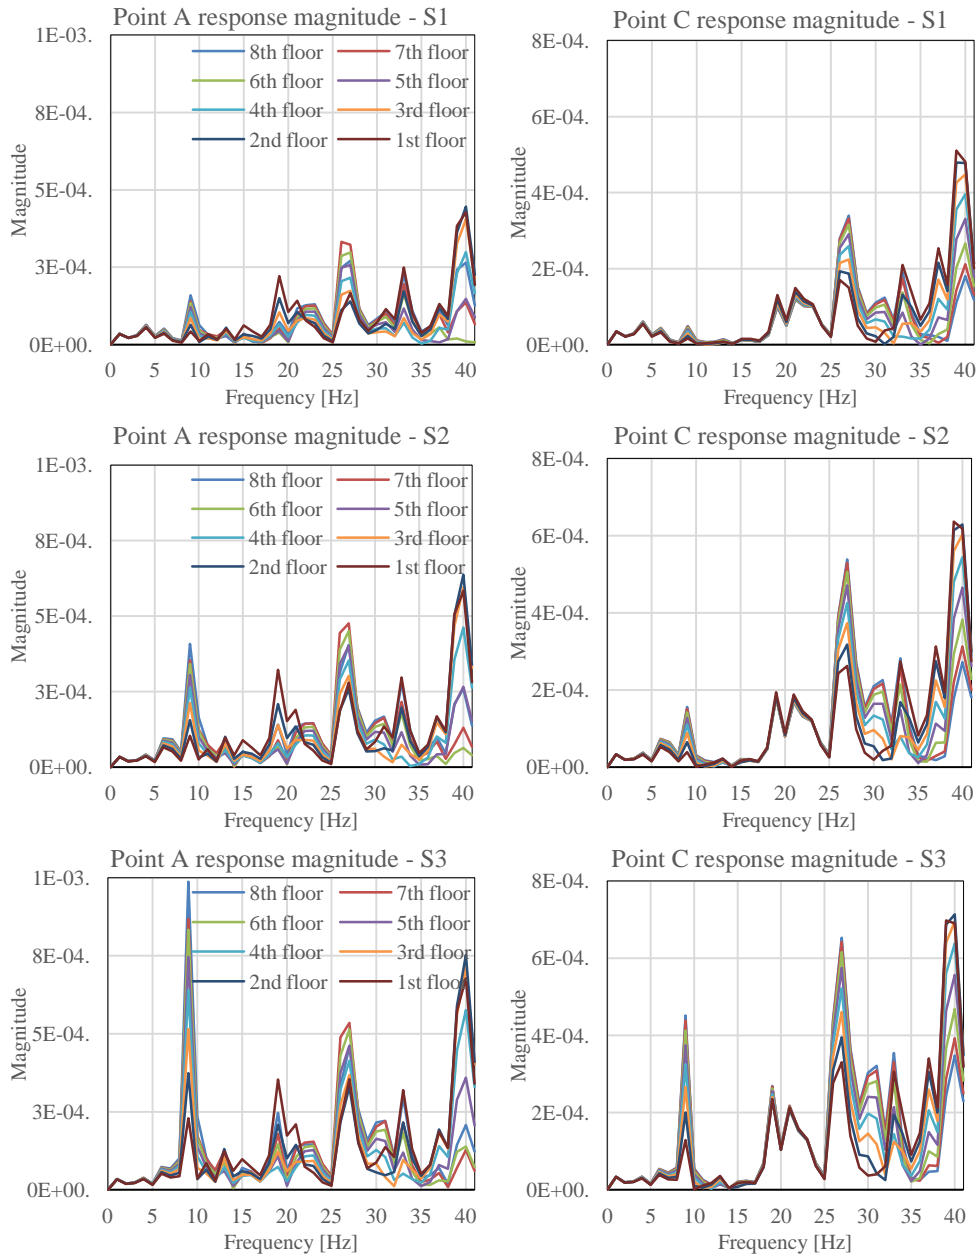 Point A response magnitude - S1
1E-03.
8E-04.
5E-04.
3E-04.
0E+00.
Magnitude
8th floor 7th floor
6th floor 5th floor
4th floor 3rd floor
2nd floor 1st floor
0 5 10 15 20 25 30 35 40
Frequency [Hz]
Point C response magnitude - S1
8E-04.
6E-04.
4E-04.
2E-04.
0E+00.
Magnitude
0 5 10 15 20 25 30 35 40
Frequency [Hz]
Point A response magnitude - S2
1E-03.
8E-04.
5E-04.
3E-04.
0E+00.
Magnitude
8th floor 7th floor
6th floor 5th floor
4th floor 3rd floor
2nd floor 1st floor
0 5 10 15 20 25 30 35 40
Frequency [Hz]
Point C response magnitude - S2
8E-04.
6E-04.
4E-04.
2E-04.
0E+00.
Magnitude
0 5 10 15 20 25 30 35 40
Frequency [Hz]
Point A response magnitude - S3
1E-03.
8E-04.
5E-04.
3E-04.
0E+00.
Magnitude
8th floor 7th floor
6th floor 5th floor
4th floor 3rd floor
2nd floor 1st floor
0 5 10 15 20 25 30 35 40
Frequency [Hz]
Point C response magnitude - S3
8E-04.
6E-04.
4E-04.
2E-04.
0E+00.
Magnitude
0 5 10 15 20 25 30 35 40
Frequency [Hz]